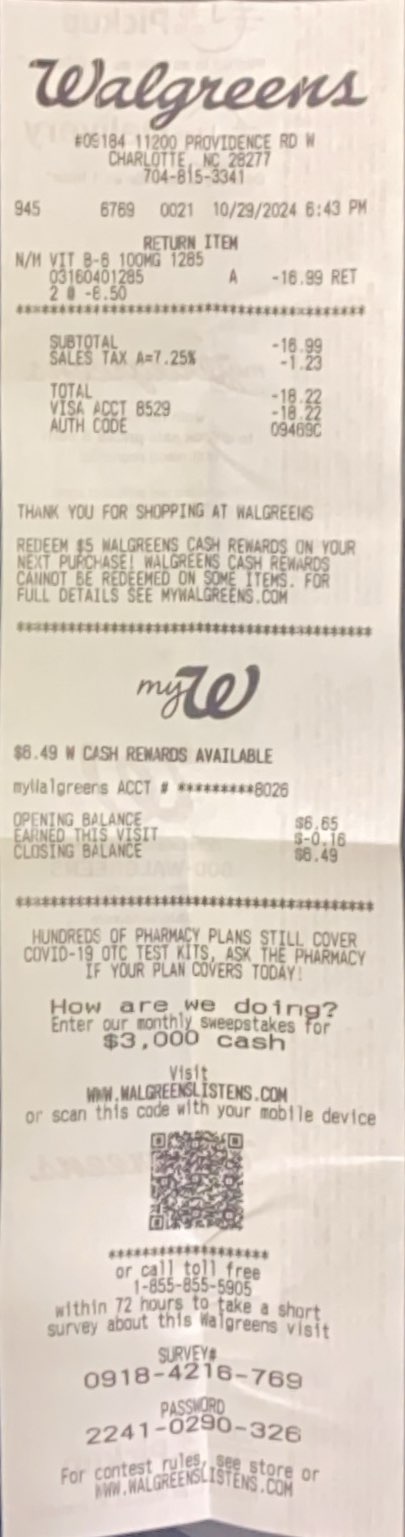 Walgreens
#09184 11200 PROVIDENCE RD W
CHARLOTTE, NC 28277
704-815-3341
945 6769 0021 10/29/2024 6:43 PM
RETURN ITEM
N/M VIT B-6 100MG 1285
03160401285 A -16.99 RET
2 @ -8.50
****************************************
SUBTOTAL -16.99
SALES TAX A=7.25% -1.23
TOTAL -18.22
VISA ACCT 8529 -18.22
AUTH CODE 09469C
THANK YOU FOR SHOPPING AT WALGREENS
REDEEM $5 WALGREENS CASH REWARDS ON YOUR
NEXT PURCHASE! WALGREENS CASH REWARDS
CANNOT BE REDEEMED ON SOME ITEMS. FOR
FULL DETAILS SEE MYWALGREENS.COM
****************************************
myW
$6.49 W CASH REWARDS AVAILABLE
myWalgreens ACCT # *********8026
OPENING BALANCE $6.65
EARNED THIS VISIT $-0.16
CLOSING BALANCE $6.49
****************************************
HUNDREDS OF PHARMACY PLANS STILL COVER
COVID-19 OTC TEST KITS, ASK THE PHARMACY
IF YOUR PLAN COVERS TODAY!
How are we doing?
Enter our monthly sweepstakes for
$3,000 cash
Visit
WWW.WALGREENSLISTENS.COM
or scan this code with your mobile device
********************
or call toll free
1-855-855-5905
within 72 hours to take a short
survey about this Walgreens visit
SURVEY#
0918-4216-769
PASSWORD
2241-0290-326
For contest rules, see store or
WWW.WALGREENSLISTENS.COM